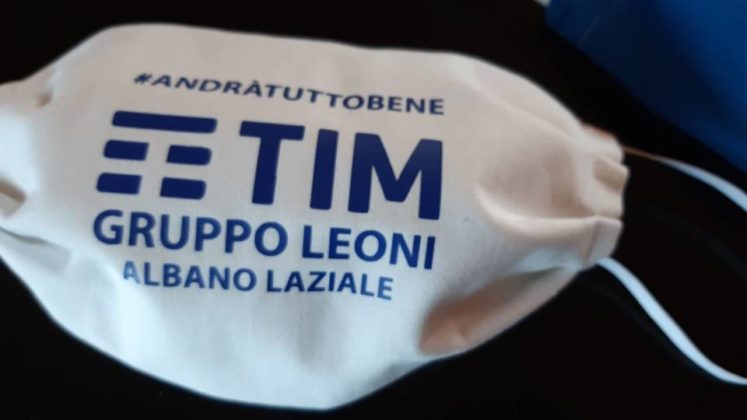 #ANDRÀTUTTOBENE
TIM
GRUPPO LEONI
ALBANO LAZIALE